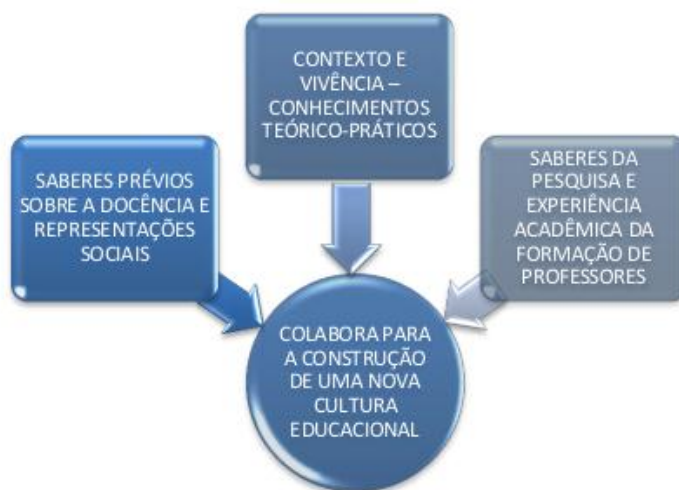 CONTEXTO E
VIVÊNCIA –
CONHECIMENTOS
TEÓRICO-PRÁTICOS
SABERES PRÉVIOS
SOBRE A DOCÊNCIA E
REPRESENTAÇÕES
SOCIAIS
SABERES DA
PESQUISA E
EXPERIÊNCIA
ACADÊMICA DA
FORMAÇÃO DE
PROFESSORES
COLABORA PARA
A CONSTRUÇÃO
DE UMA NOVA
CULTURA
EDUCACIONAL